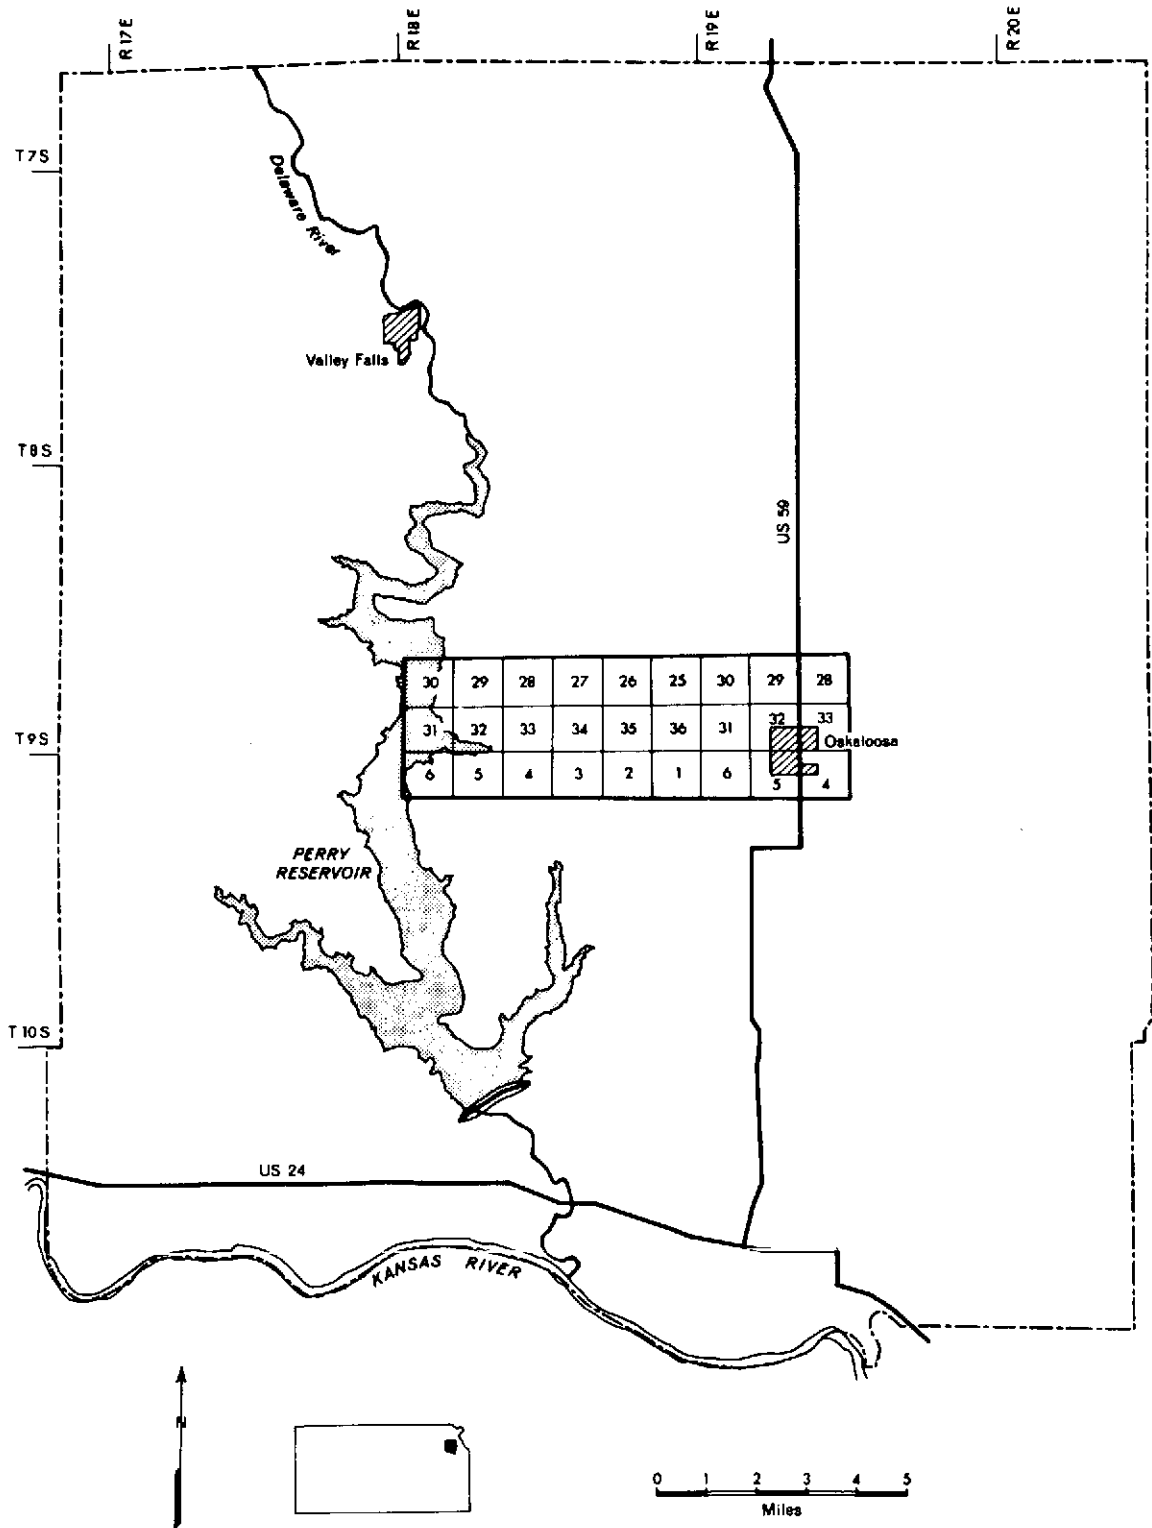 R 17 E
R 18 E
R 19 E
R 20 E
T 7 S
Delaware River
Valley Falls
T 8 S
US 59
30 29 28 27 26 25 30 29 28
31 32 33 34 35 36 31 32 33
T 9 S
Oskaloosa
6 5 4 3 2 1 6 5 4
PERRY
RESERVOIR
T 10 S
US 24
KANSAS RIVER
N
0 1 2 3 4 5
Miles